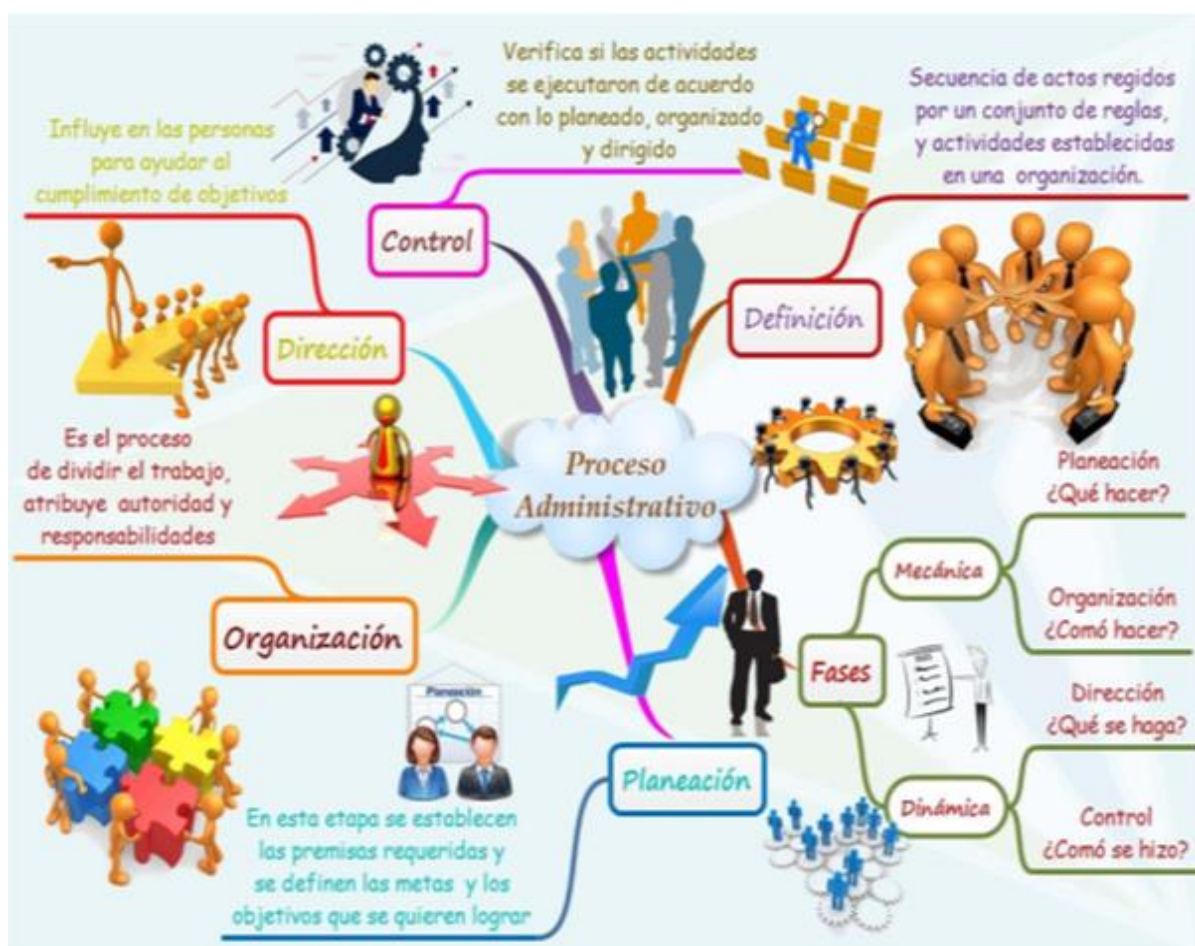 Verifica si las actividades
se ejecutaron de acuerdo
con lo planeado, organizado
y dirigido
Control
Secuencia de actos regidos
por un conjunto de reglas,
y actividades establecidas
en una organización.
Definición
Influye en las personas
para ayudar al
cumplimiento de objetivos
Dirección
Es el proceso
de dividir el trabajo,
atribuye autoridad y
responsabilidades
Organización
Proceso
Administrativo
Planeación
¿Qué hacer?
Mecánica
Organización
¿Comó hacer?
Fases
Dirección
¿Qué se haga?
Dinámica
Control
¿Comó se hizo?
Planeación
Planeación
En esta etapa se establecen
las premisas requeridas y
se definen las metas y los
objetivos que se quieren lograr